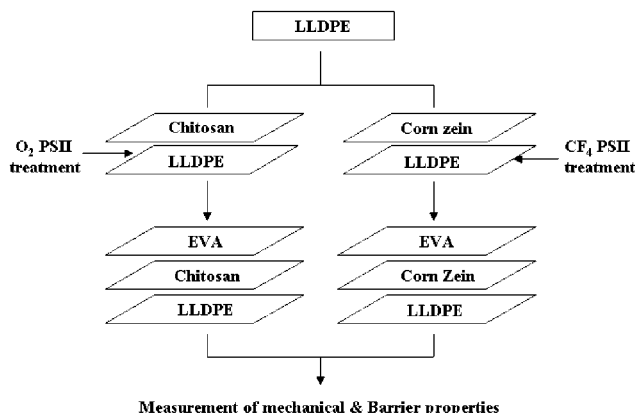 LLDPE
Chitosan
Corn zein
O₂ PSII
treatment
LLDPE
LLDPE
CF₄ PSII
treatment
EVA
EVA
Chitosan
Corn Zein
LLDPE
LLDPE
Measurement of mechanical & Barrier properties